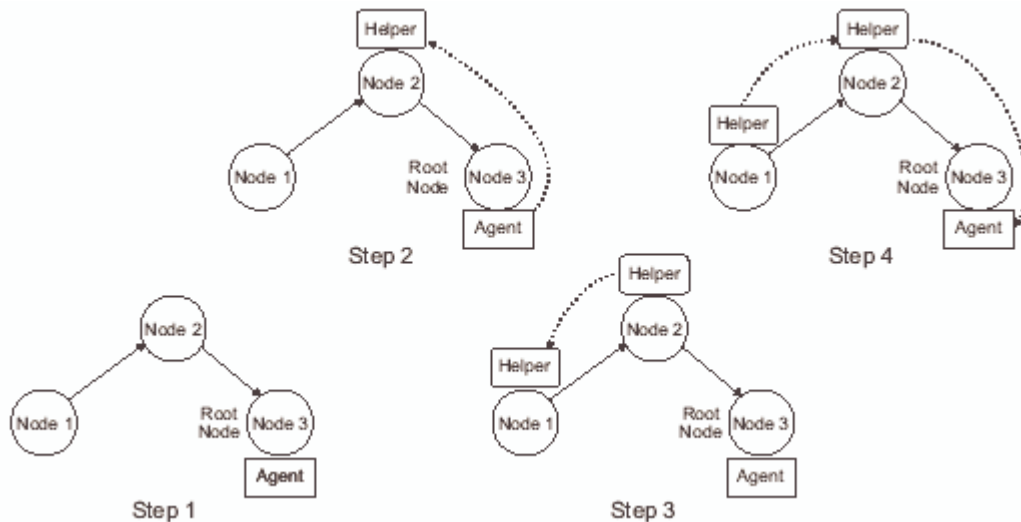 Helper
Node 2
Node 1
Root
Node
Node 3
Agent
Step 2
Helper
Node 2
Helper
Node 1
Root
Node
Node 3
Agent
Step 4
Node 2
Node 1
Root
Node
Node 3
Agent
Step 1
Helper
Node 2
Helper
Node 1
Root
Node
Node 3
Agent
Step 3